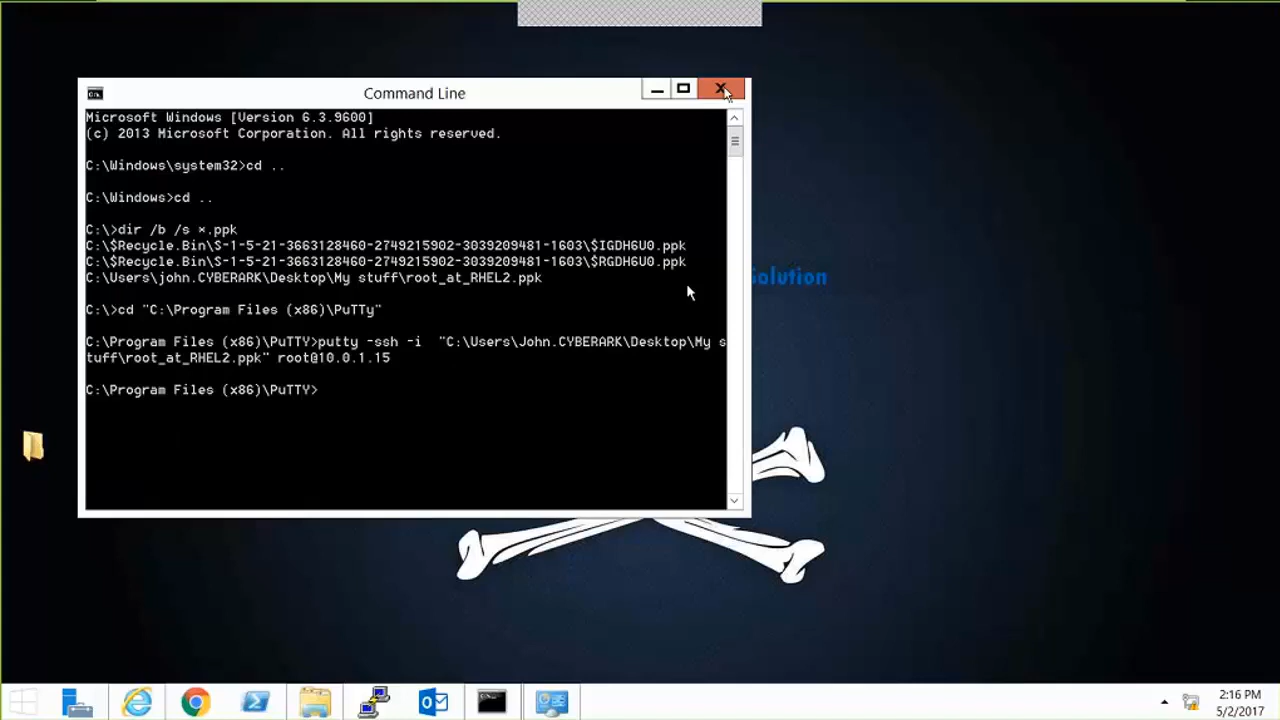 Command Line
Microsoft Windows [Version 6.3.9600]
(c) 2013 Microsoft Corporation. All rights reserved.
C:\Windows\system32>cd ..
C:\Windows>cd ..
C:\>dir /b /s *.ppk
C:\$Recycle.Bin\S-1-5-21-3663128460-2749215902-3039209481-1603\$IGDH6U0.ppk
C:\$Recycle.Bin\S-1-5-21-3663128460-2749215902-3039209481-1603\$RGDH6U0.ppk
C:\Users\john.CYBERARK\Desktop\My stuff\root_at_RHEL2.ppk
Solution
C:\>cd "C:\Program Files (x86)\PuTTy"
C:\Program Files (x86)\PuTTY>putty -ssh -i  "C:\Users\John.CYBERARK\Desktop\My s
tuff\root_at_RHEL2.ppk" root@10.0.1.15
C:\Program Files (x86)\PuTTY>
2:16 PM
5/2/2017